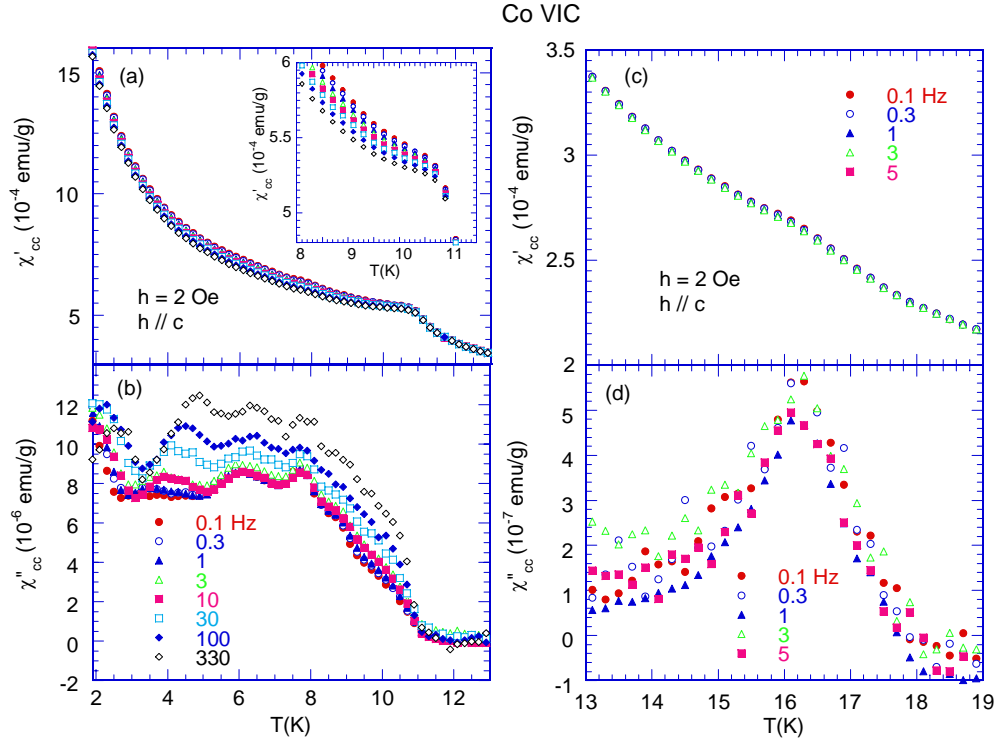 Co VIC
(a)
15
10
5
χ'cc (10⁻⁴ emu/g)
h = 2 Oe
h // c
6
5.5
5
χ'cc (10⁻⁴ emu/g)
8 9 10 11
T(K)
(b)
12
10
8
6
4
2
0
-2
χ"cc (10⁻⁶ emu/g)
0.1 Hz
0.3
1
3
10
30
100
330
2 4 6 8 10 12
T(K)
(c)
3.5
3
2.5
2
χ'cc (10⁻⁴ emu/g)
0.1 Hz
0.3
1
3
5
h = 2 Oe
h // c
(d)
2
5
4
3
2
1
0
-1
χ"cc (10⁻⁷ emu/g)
0.1 Hz
0.3
1
3
5
13 14 15 16 17 18 19
T(K)